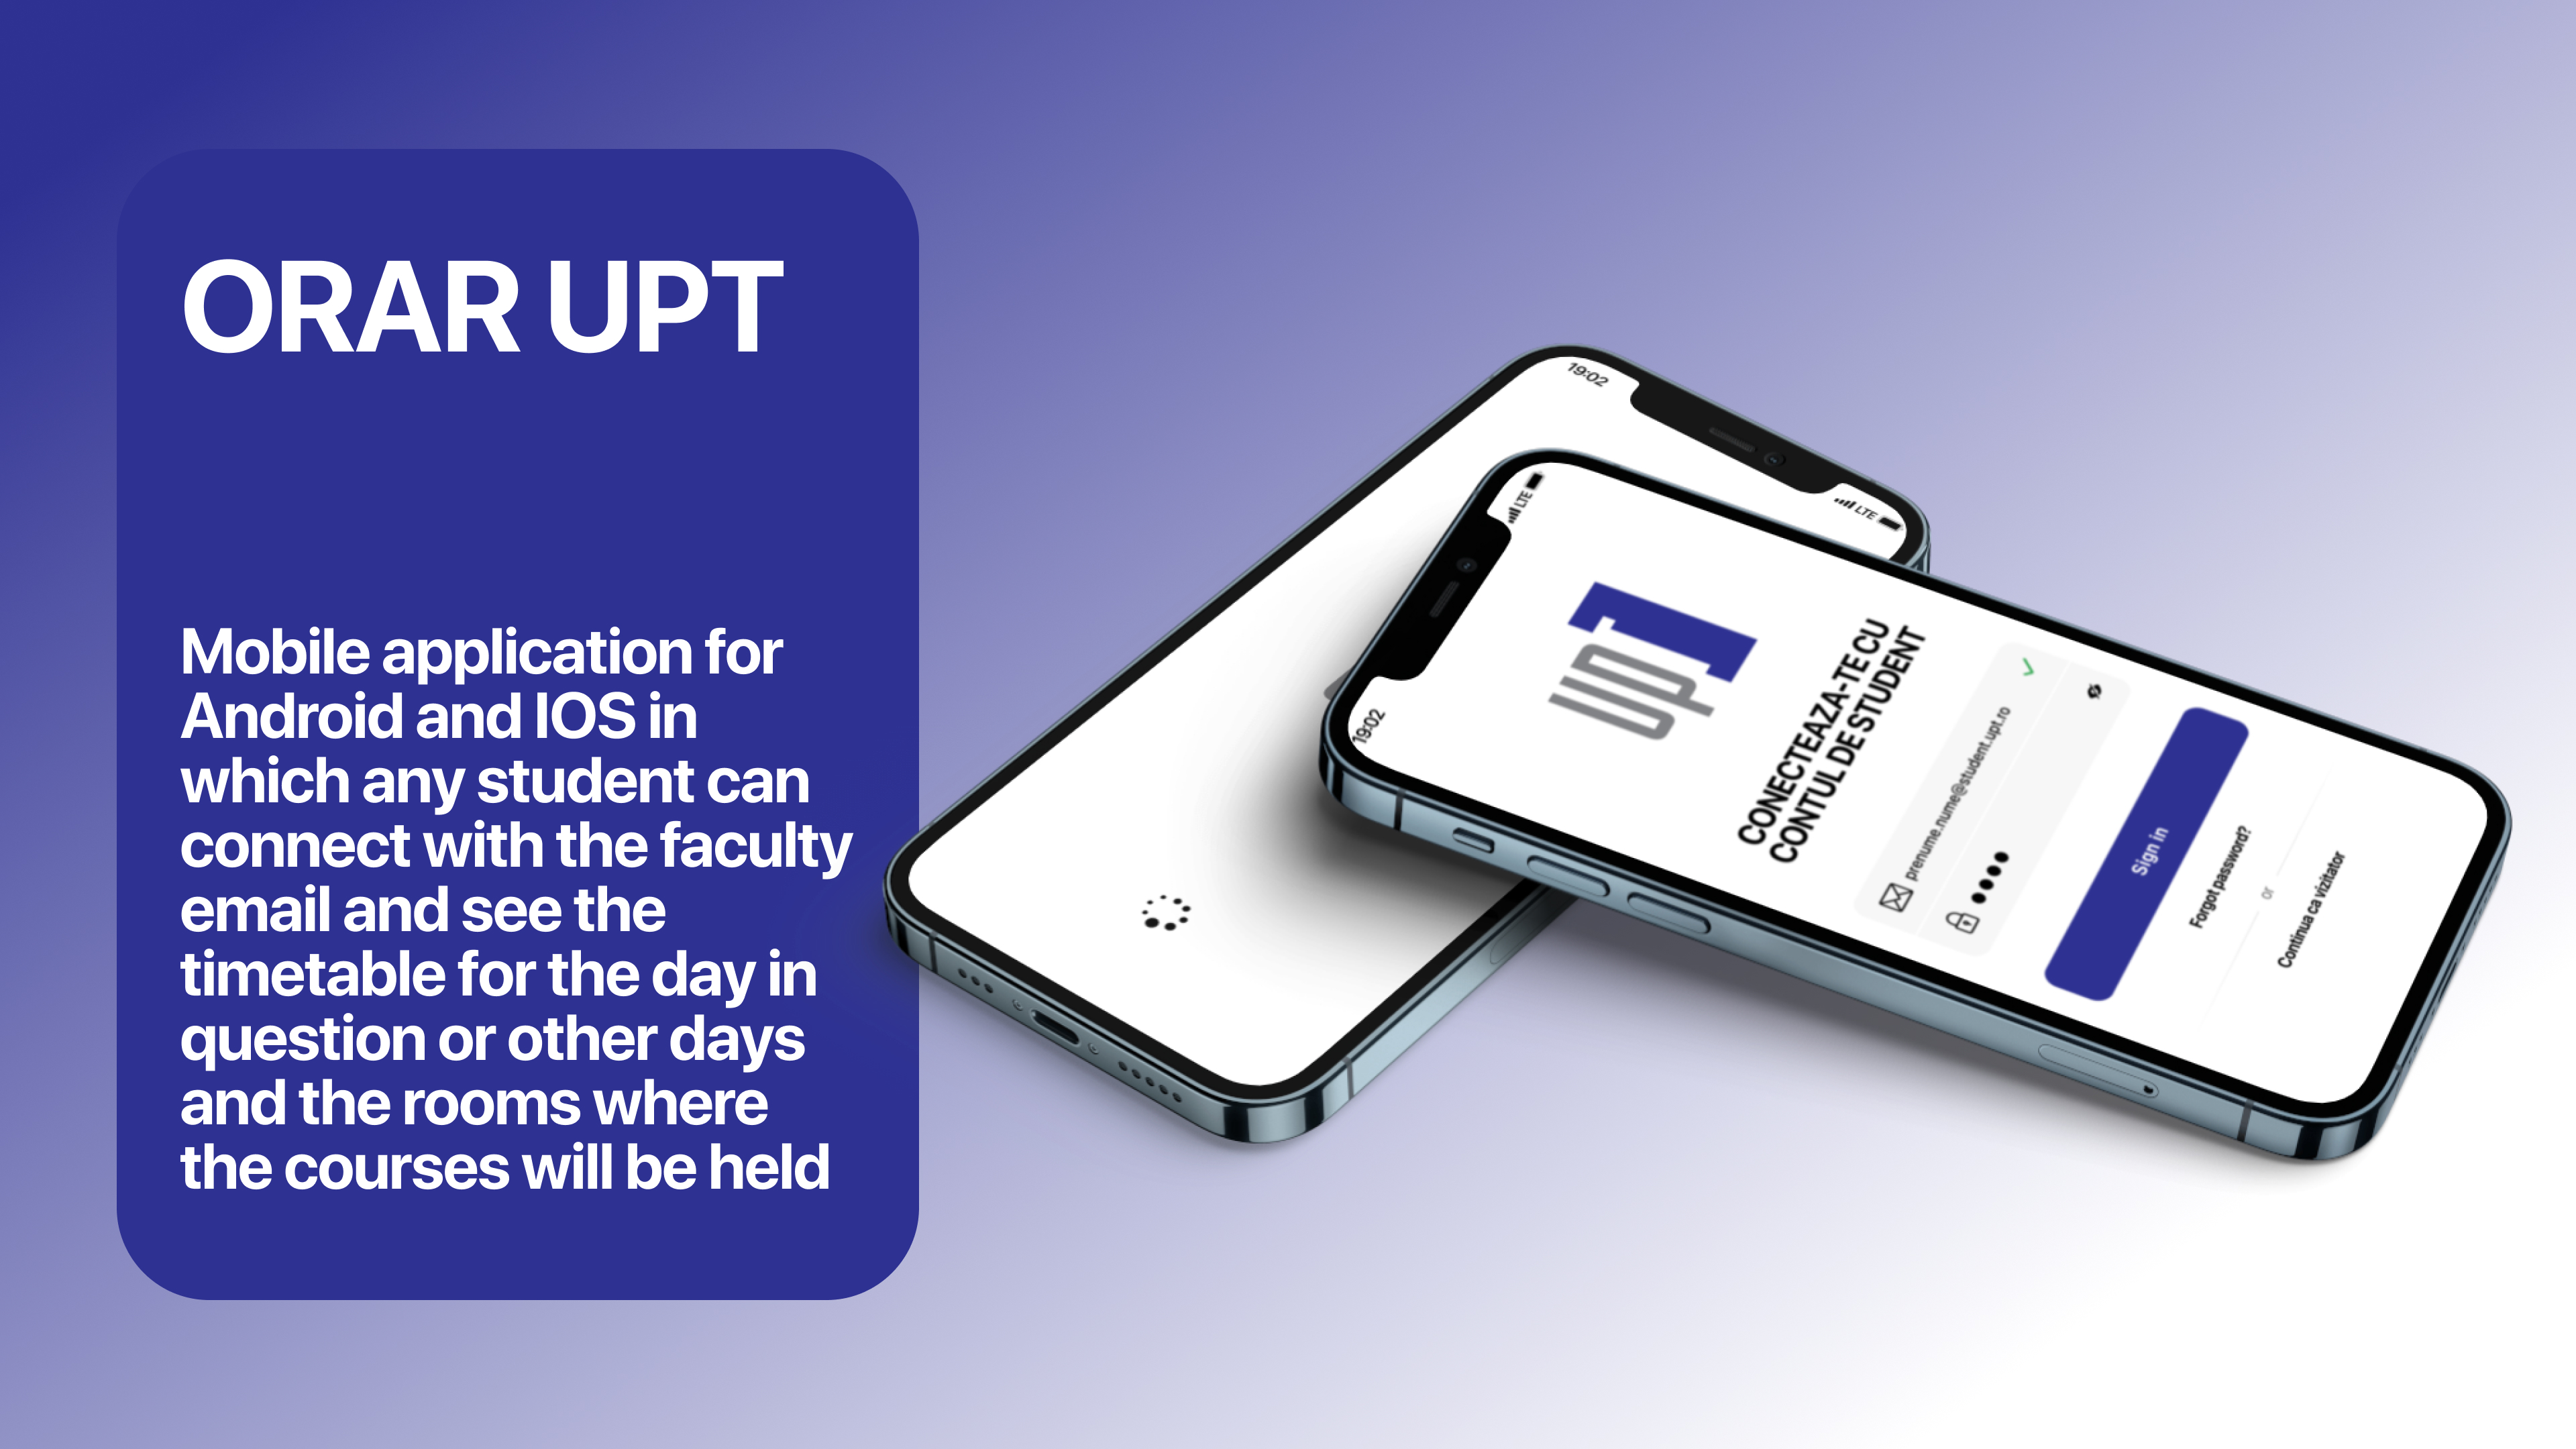 ORAR UPT
Mobile application for
Android and IOS in
which any student can
connect with the faculty
email and see the
timetable for the day in
question or other days
and the rooms where
the courses will be held
19:02
LTE
19:02
LTE
upt
CONECTEAZA-TE CU
CONTUL DE STUDENT
prenume.nume@student.upt.ro
Sign in
Forgot password?
or
Continua ca vizitator